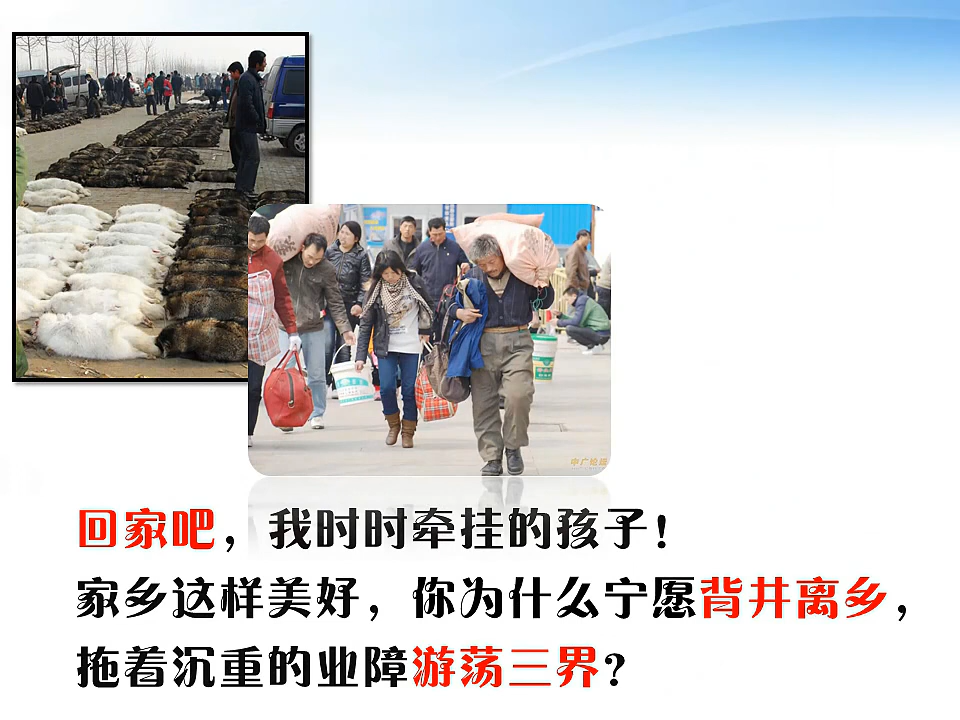 回家吧，我时时牵挂的孩子！
家乡这样美好，你为什么宁愿背井离乡，
拖着沉重的业障游荡三界？